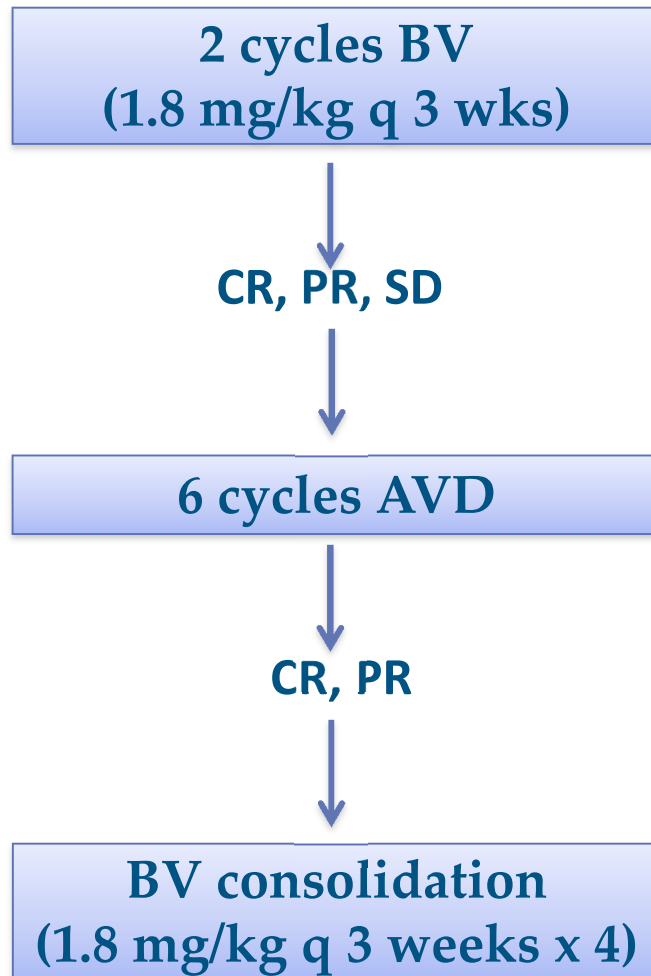 2 cycles BV
(1.8 mg/kg q 3 wks)
CR, PR, SD
6 cycles AVD
CR, PR
BV consolidation
(1.8 mg/kg q 3 weeks x 4)